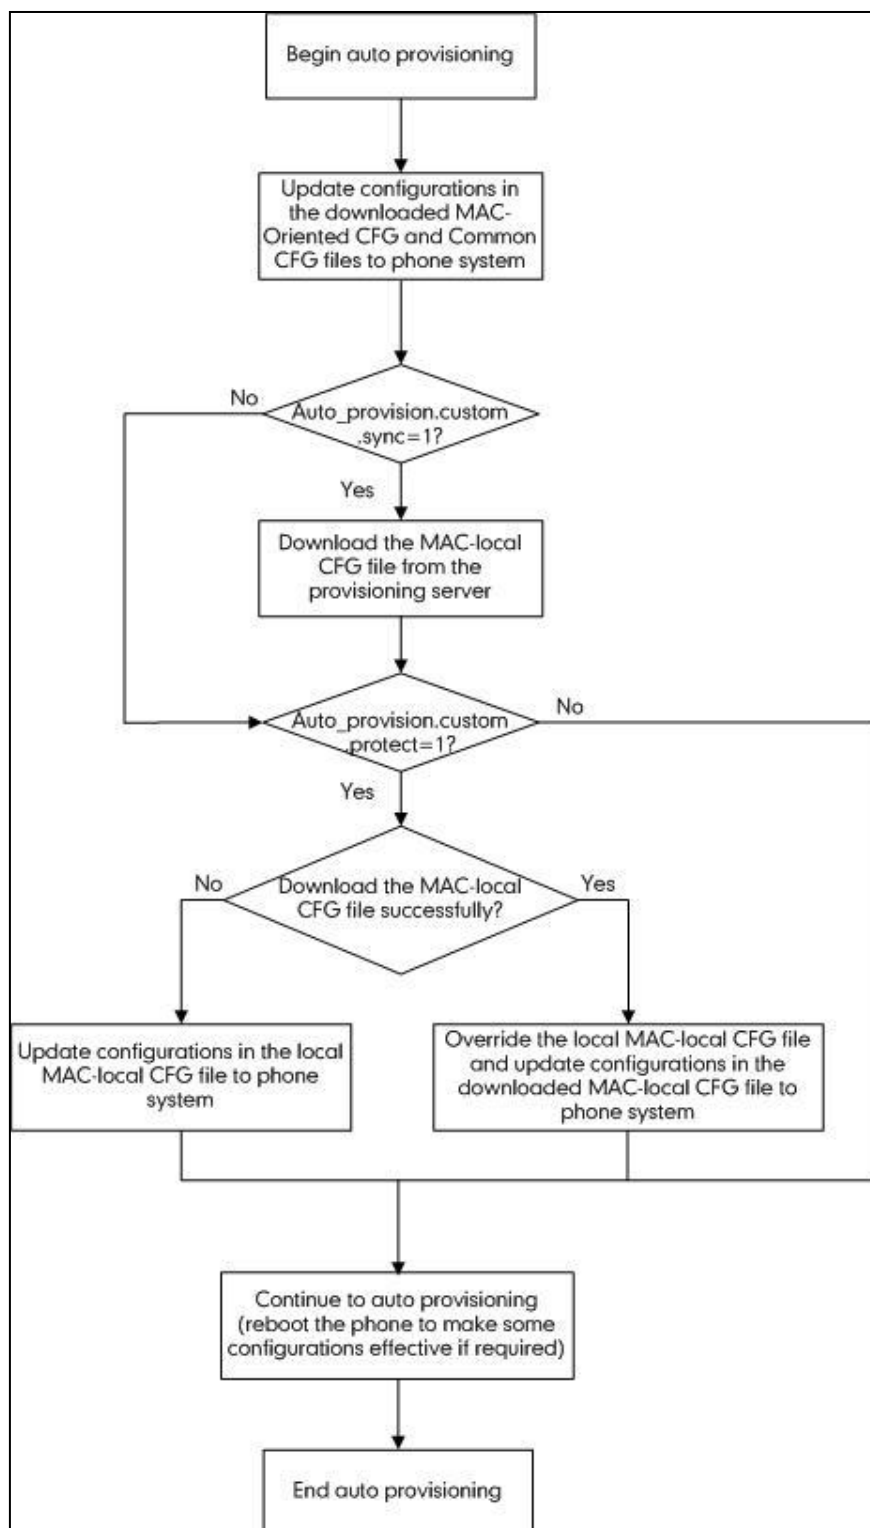 Begin auto provisioning
Update configurations in
the downloaded MAC-
Oriented CFG and Common
CFG files to phone system
No
Auto_provision.custom
.sync=1?
Yes
Download the MAC-local
CFG file from the
provisioning server
Auto_provision.custom
.protect=1?
No
Yes
No
Download the MAC-local
CFG file successfully?
Yes
Update configurations in the local
MAC-local CFG file to phone
system
Override the local MAC-local CFG file
and update configurations in the
downloaded MAC-local CFG file to
phone system
Continue to auto provisioning
(reboot the phone to make some
configurations effective if required)
End auto provisioning